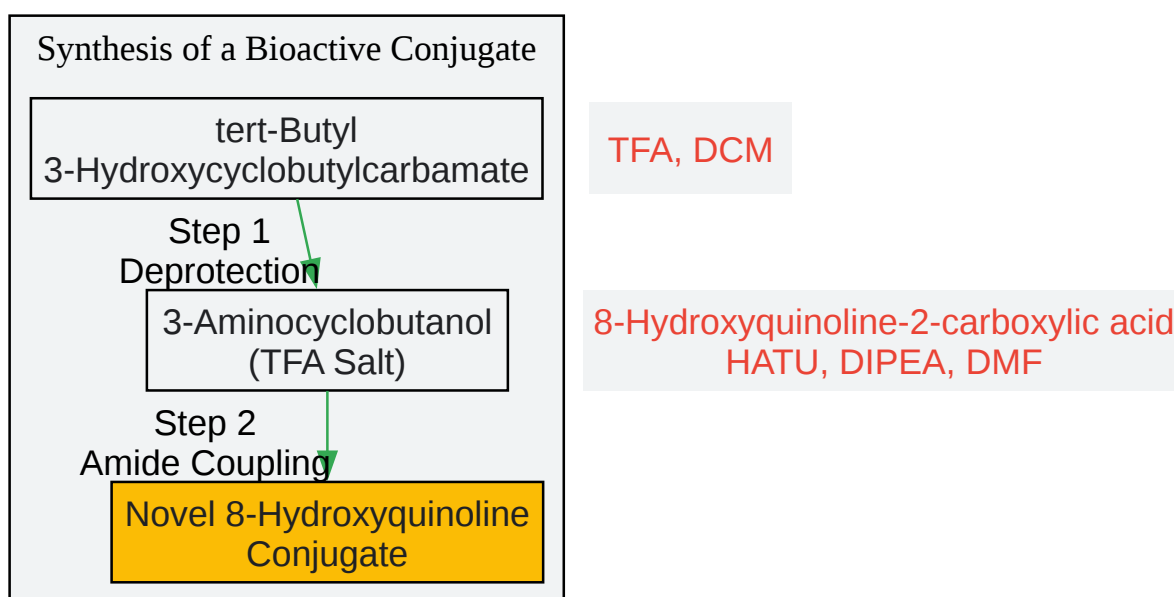 Synthesis of a Bioactive Conjugate
tert-Butyl
3-Hydroxycyclobutylcarbamate
TFA, DCM
Step 1
Deprotection
3-Aminocyclobutanol
(TFA Salt)
8-Hydroxyquinoline-2-carboxylic acid
HATU, DIPEA, DMF
Step 2
Amide Coupling
Novel 8-Hydroxyquinoline
Conjugate